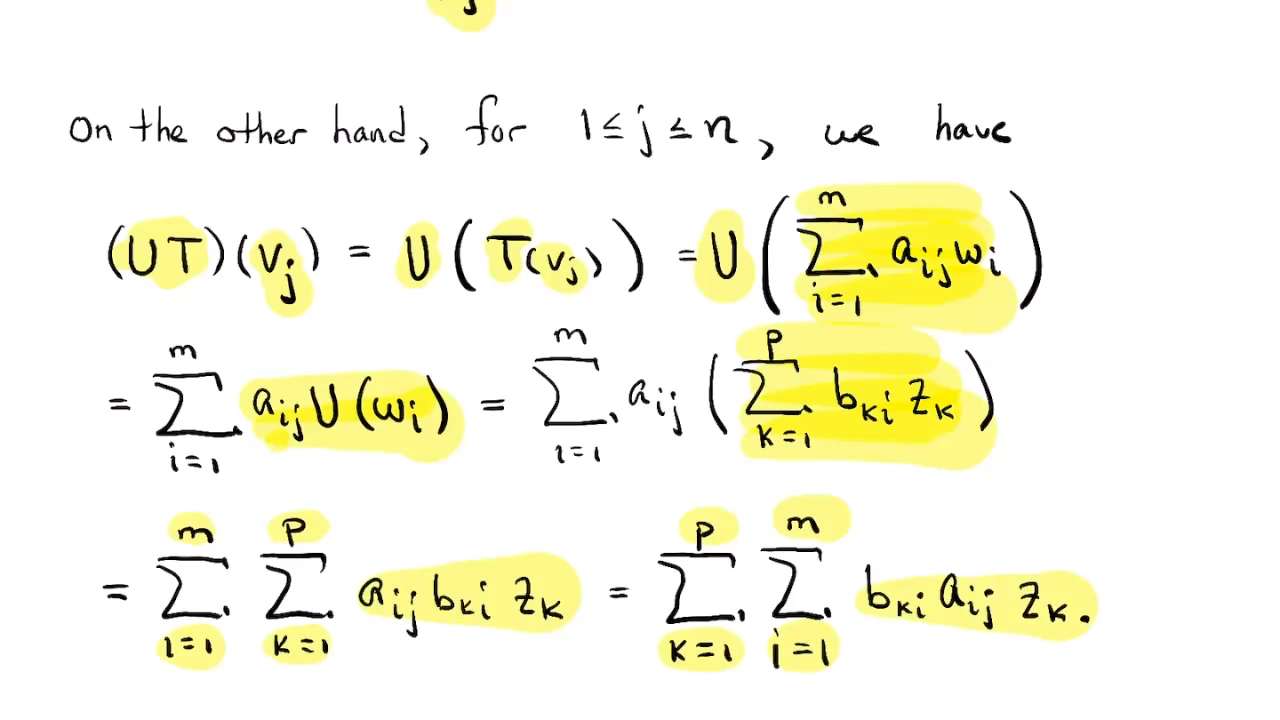 On the other hand, for 1 ≤ j ≤ n, we have
(UT)(v_j) = U(T(v_j)) = U(∑_{i=1}^{m} a_{ij} w_i)
= ∑_{i=1}^{m} a_{ij} U(w_i) = ∑_{i=1}^{m} a_{ij} (∑_{k=1}^{p} b_{ki} z_k)
= ∑_{i=1}^{m} ∑_{k=1}^{p} a_{ij} b_{ki} z_k = ∑_{k=1}^{p} ∑_{i=1}^{m} b_{ki} a_{ij} z_k.